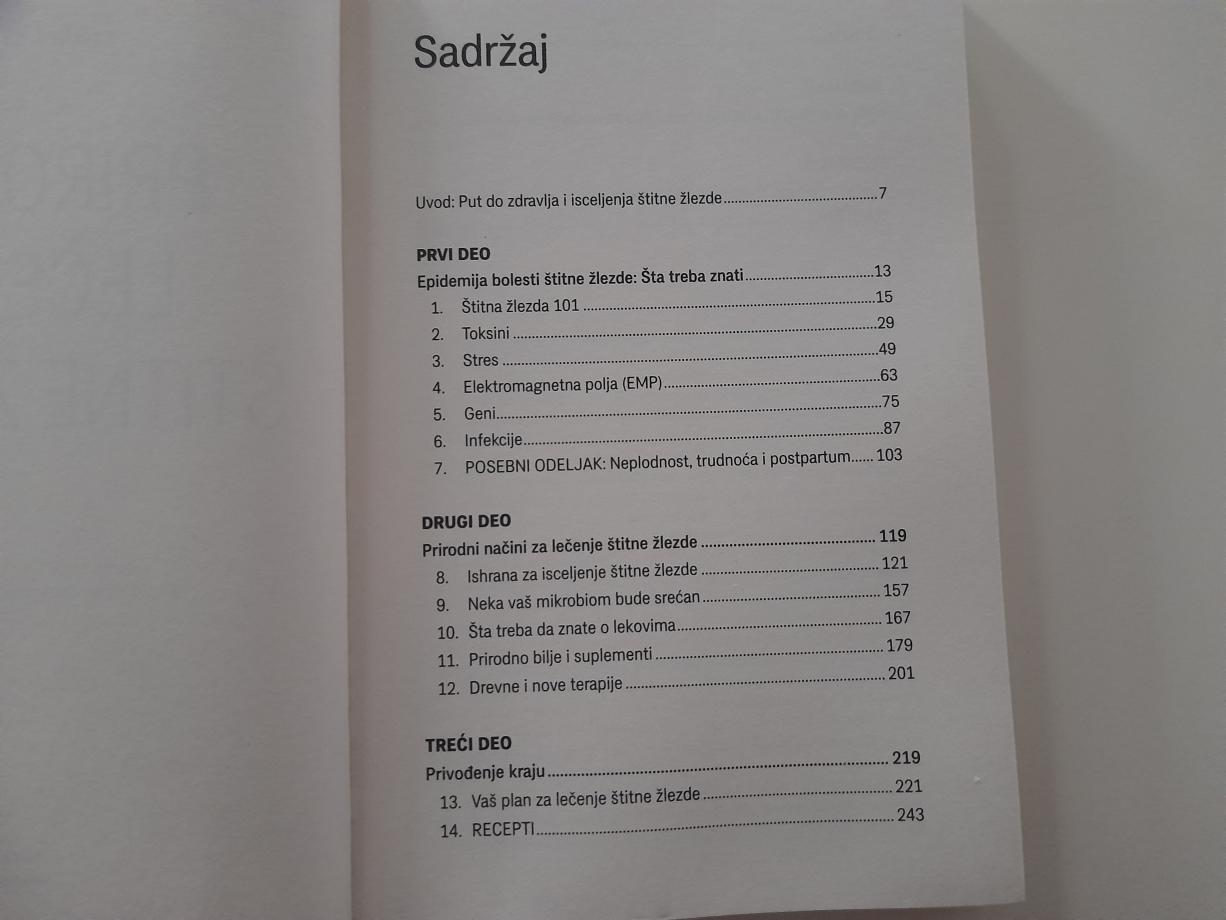 Sadržaj
Uvod: Put do zdravlja i isceljenja štitne žlezde 7
PRVI DEO
Epidemija bolesti štitne žlezde: Šta treba znati 13
1. Štitna žlezda 101 15
2. Toksini 29
3. Stres 49
4. Elektromagnetna polja (EMP) 63
5. Geni 75
6. Infekcije 87
7. POSEBNI ODELJAK: Neplodnost, trudnoća i postpartum 103
DRUGI DEO
Prirodni načini za lečenje štitne žlezde 119
8. Ishrana za isceljenje štitne žlezde 121
9. Neka vaš mikrobiom bude srećan 157
10. Šta treba da znate o lekovima 167
11. Prirodno bilje i suplementi 179
12. Drevne i nove terapije 201
TREĆI DEO
Privođenje kraju 219
13. Vaš plan za lečenje štitne žlezde 221
14. RECEPTI 243